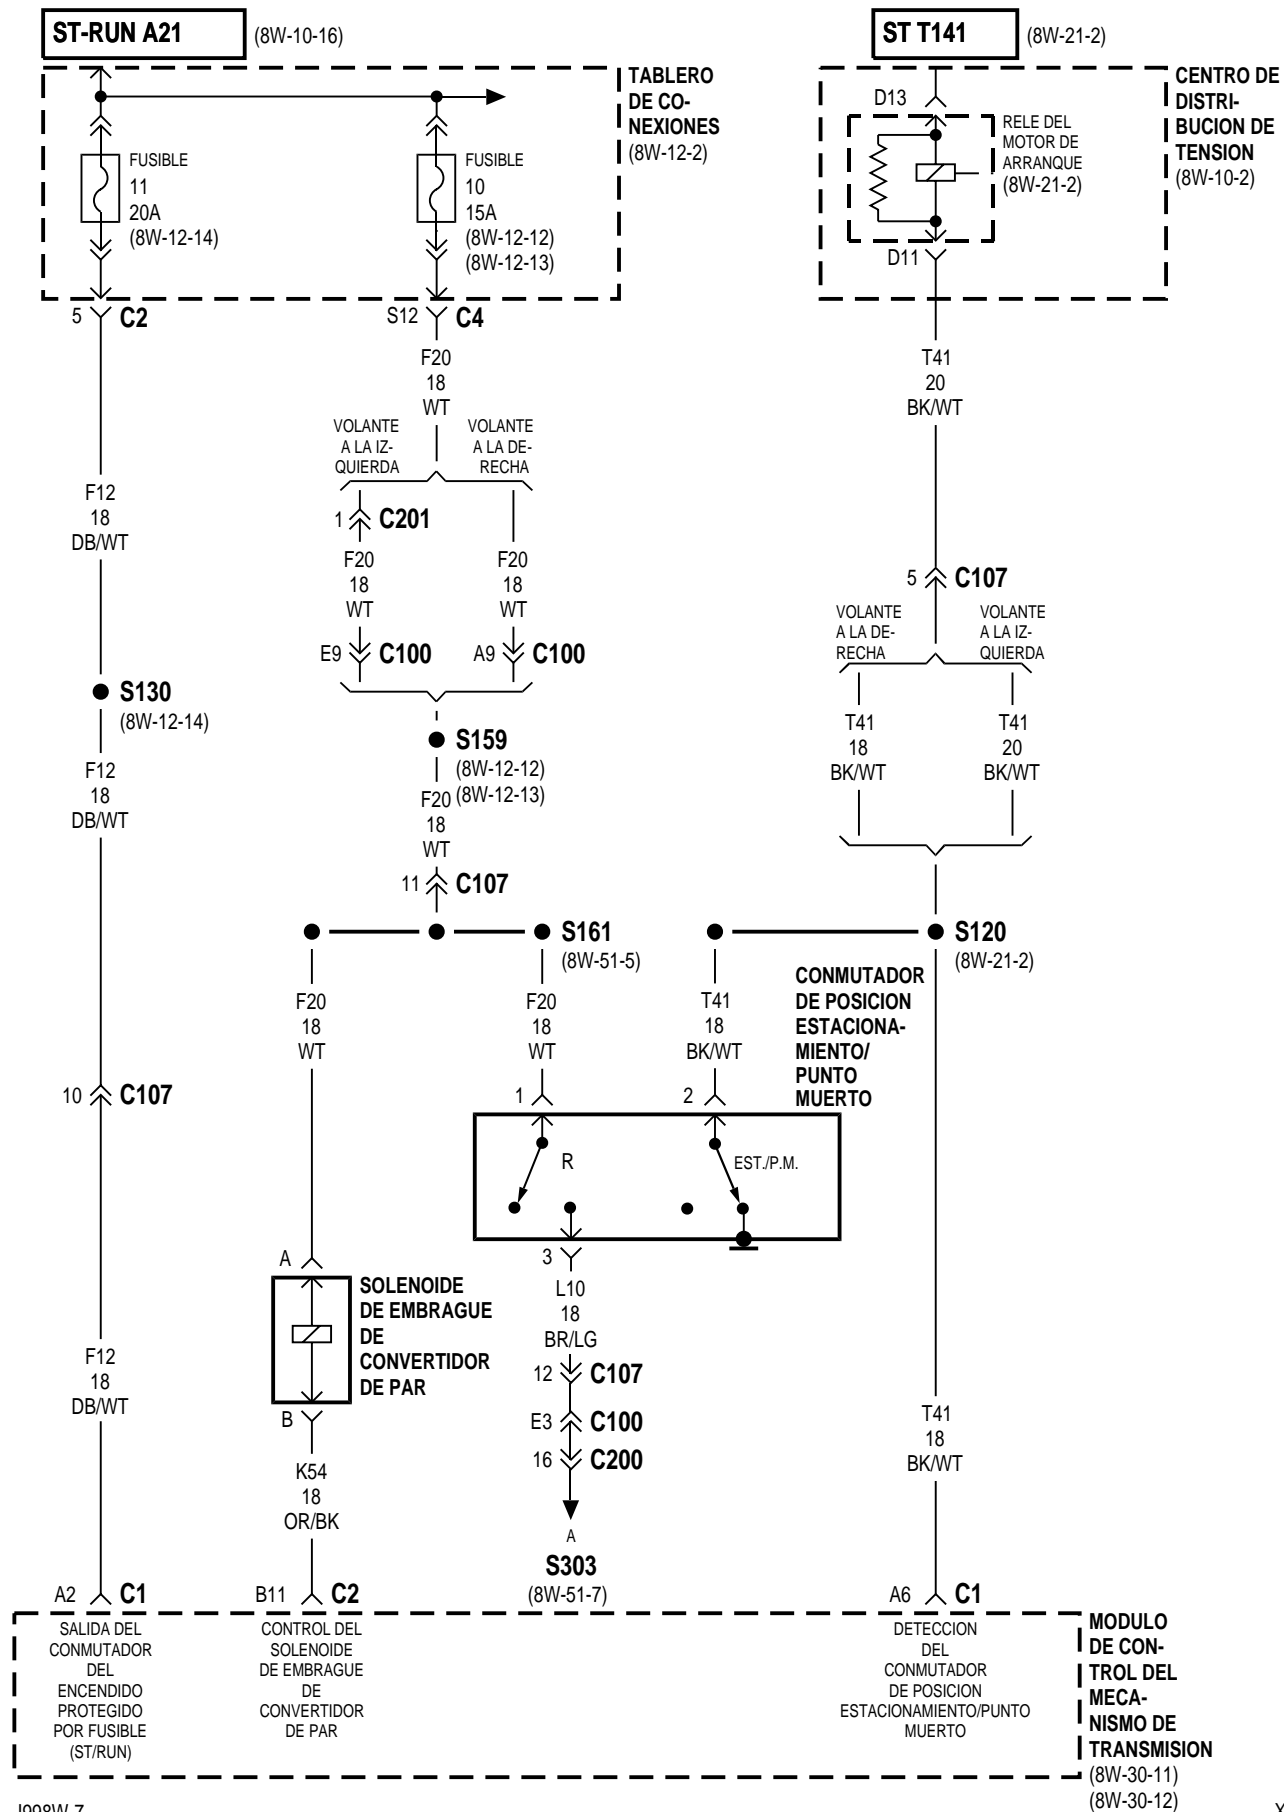 ST-RUN A21
(8W-10-16)
ST T141
(8W-21-2)
TABLERO
DE CO-
NEXIONES
(8W-12-2)
CENTRO DE
DISTRI-
BUCION DE
TENSION
(8W-10-2)
D13
RELE DEL
MOTOR DE
ARRANQUE
(8W-21-2)
D11
FUSIBLE
11
20A
(8W-12-14)
FUSIBLE
10
15A
(8W-12-12)
(8W-12-13)
5
C2
S12
C4
F20
18
WT
T41
20
BK/WT
VOLANTE
A LA IZ-
QUIERDA
VOLANTE
A LA DE-
RECHA
F12
18
DB/WT
1
C201
F20
18
WT
F20
18
WT
5
C107
VOLANTE
A LA DE-
RECHA
VOLANTE
A LA IZ-
QUIERDA
E9
C100
A9
C100
S130
(8W-12-14)
T41
18
BK/WT
T41
20
BK/WT
S159
(8W-12-12)
(8W-12-13)
F12
18
DB/WT
F20
18
WT
11
C107
S161
(8W-51-5)
S120
(8W-21-2)
CONMUTADOR
DE POSICION
ESTACIONA-
MIENTO/
PUNTO
MUERTO
F20
18
WT
F20
18
WT
T41
18
BK/WT
10
C107
1
2
R
EST./P.M.
A
3
SOLENOIDE
DE EMBRAGUE
DE
CONVERTIDOR
DE PAR
L10
18
BR/LG
F12
18
DB/WT
12
C107
B
E3
C100
16
C200
T41
18
BK/WT
K54
18
OR/BK
A
S303
(8W-51-7)
A2
C1
B11
C2
A6
C1
SALIDA DEL
CONMUTADOR
DEL
ENCENDIDO
PROTEGIDO
POR FUSIBLE
(ST/RUN)
CONTROL DEL
SOLENOIDE
DE EMBRAGUE
DE
CONVERTIDOR
DE PAR
DETECCION
DEL
CONMUTADOR
DE POSICION
ESTACIONAMIENTO/PUNTO
MUERTO
MODULO
DE CON-
TROL DEL
MECA-
NISMO DE
TRANSMISION
(8W-30-11)
(8W-30-12)